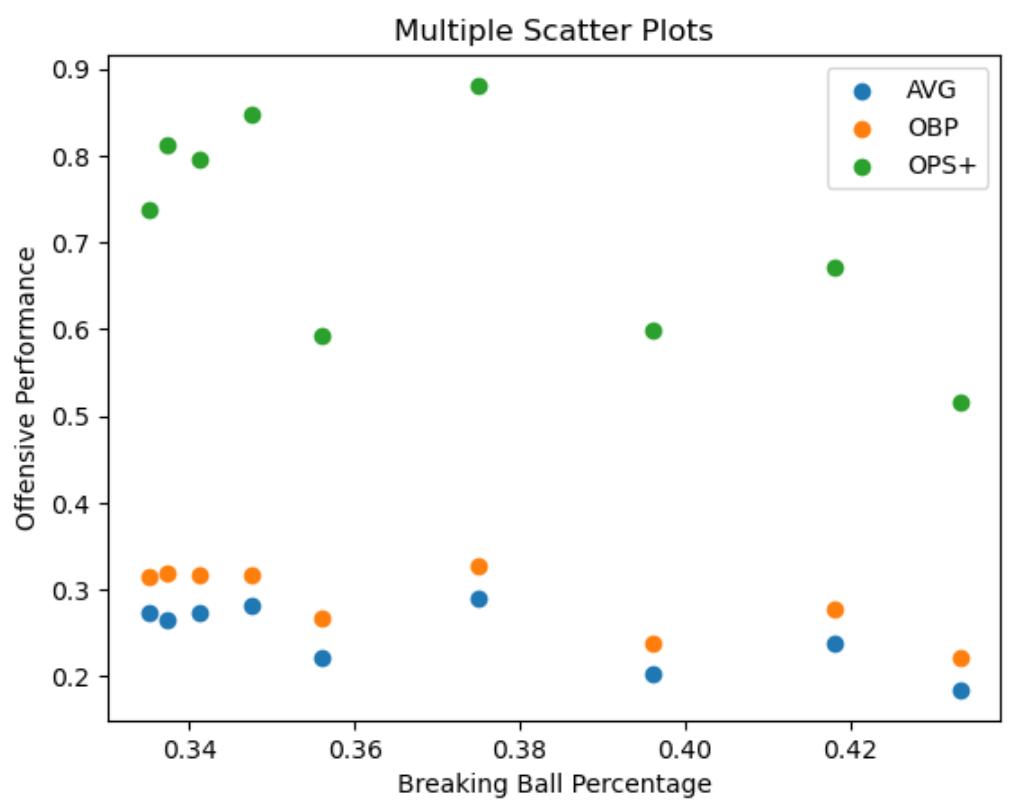 Multiple Scatter Plots
AVG
OBP
OPS+
Offensive Performance
0.9
0.8
0.7
0.6
0.5
0.4
0.3
0.2
0.34 0.36 0.38 0.40 0.42
Breaking Ball Percentage